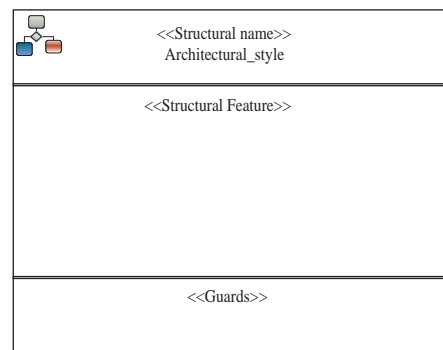 <<Structural name>>
Architectural_style
<<Structural Feature>>
<<Guards>>